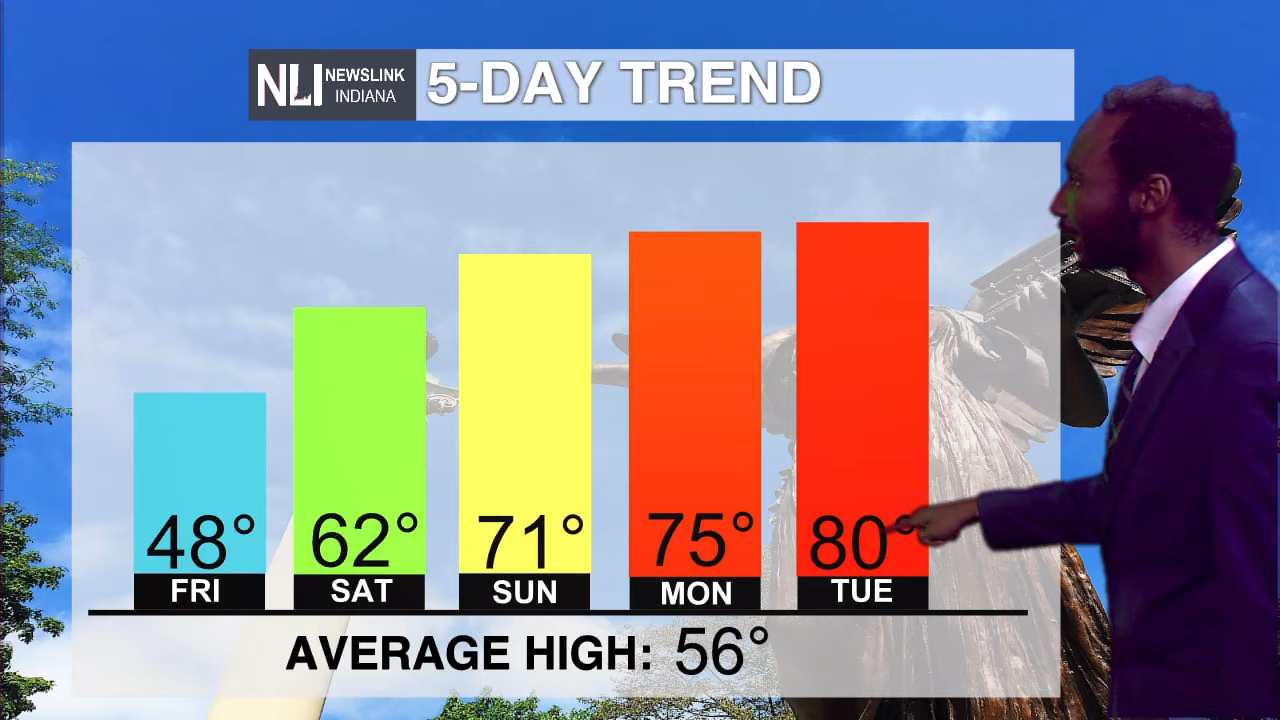 NLI NEWSLINK INDIANA 5-DAY TREND
48° 62° 71° 75° 80°
FRI SAT SUN MON TUE
AVERAGE HIGH: 56°